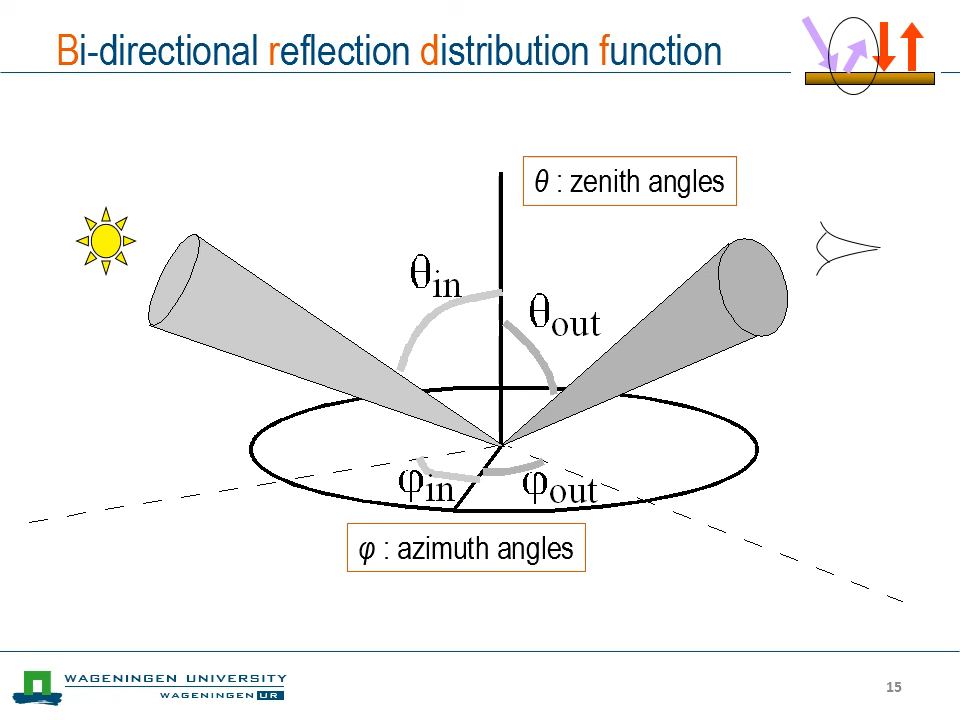 Bi-directional reflection distribution function
θ : zenith angles
θin
θout
φin
φout
φ : azimuth angles
WAGENINGEN UNIVERSITY
WAGENINGEN UR
15